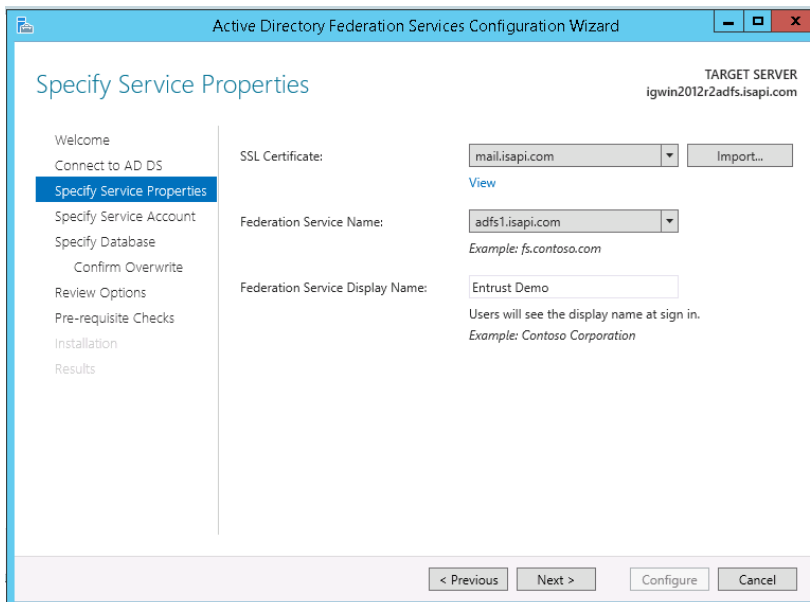 Active Directory Federation Services Configuration Wizard
Specify Service Properties
TARGET SERVER
igwin2012r2adfs.isapi.com
Welcome
Connect to AD DS
Specify Service Properties
Specify Service Account
Specify Database
Confirm Overwrite
Review Options
Pre-requisite Checks
Installation
Results
SSL Certificate:
mail.isapi.com
Import...
View
Federation Service Name:
adfs1.isapi.com
Example: fs.contoso.com
Federation Service Display Name:
Entrust Demo
Users will see the display name at sign in.
Example: Contoso Corporation
< Previous
Next >
Configure
Cancel